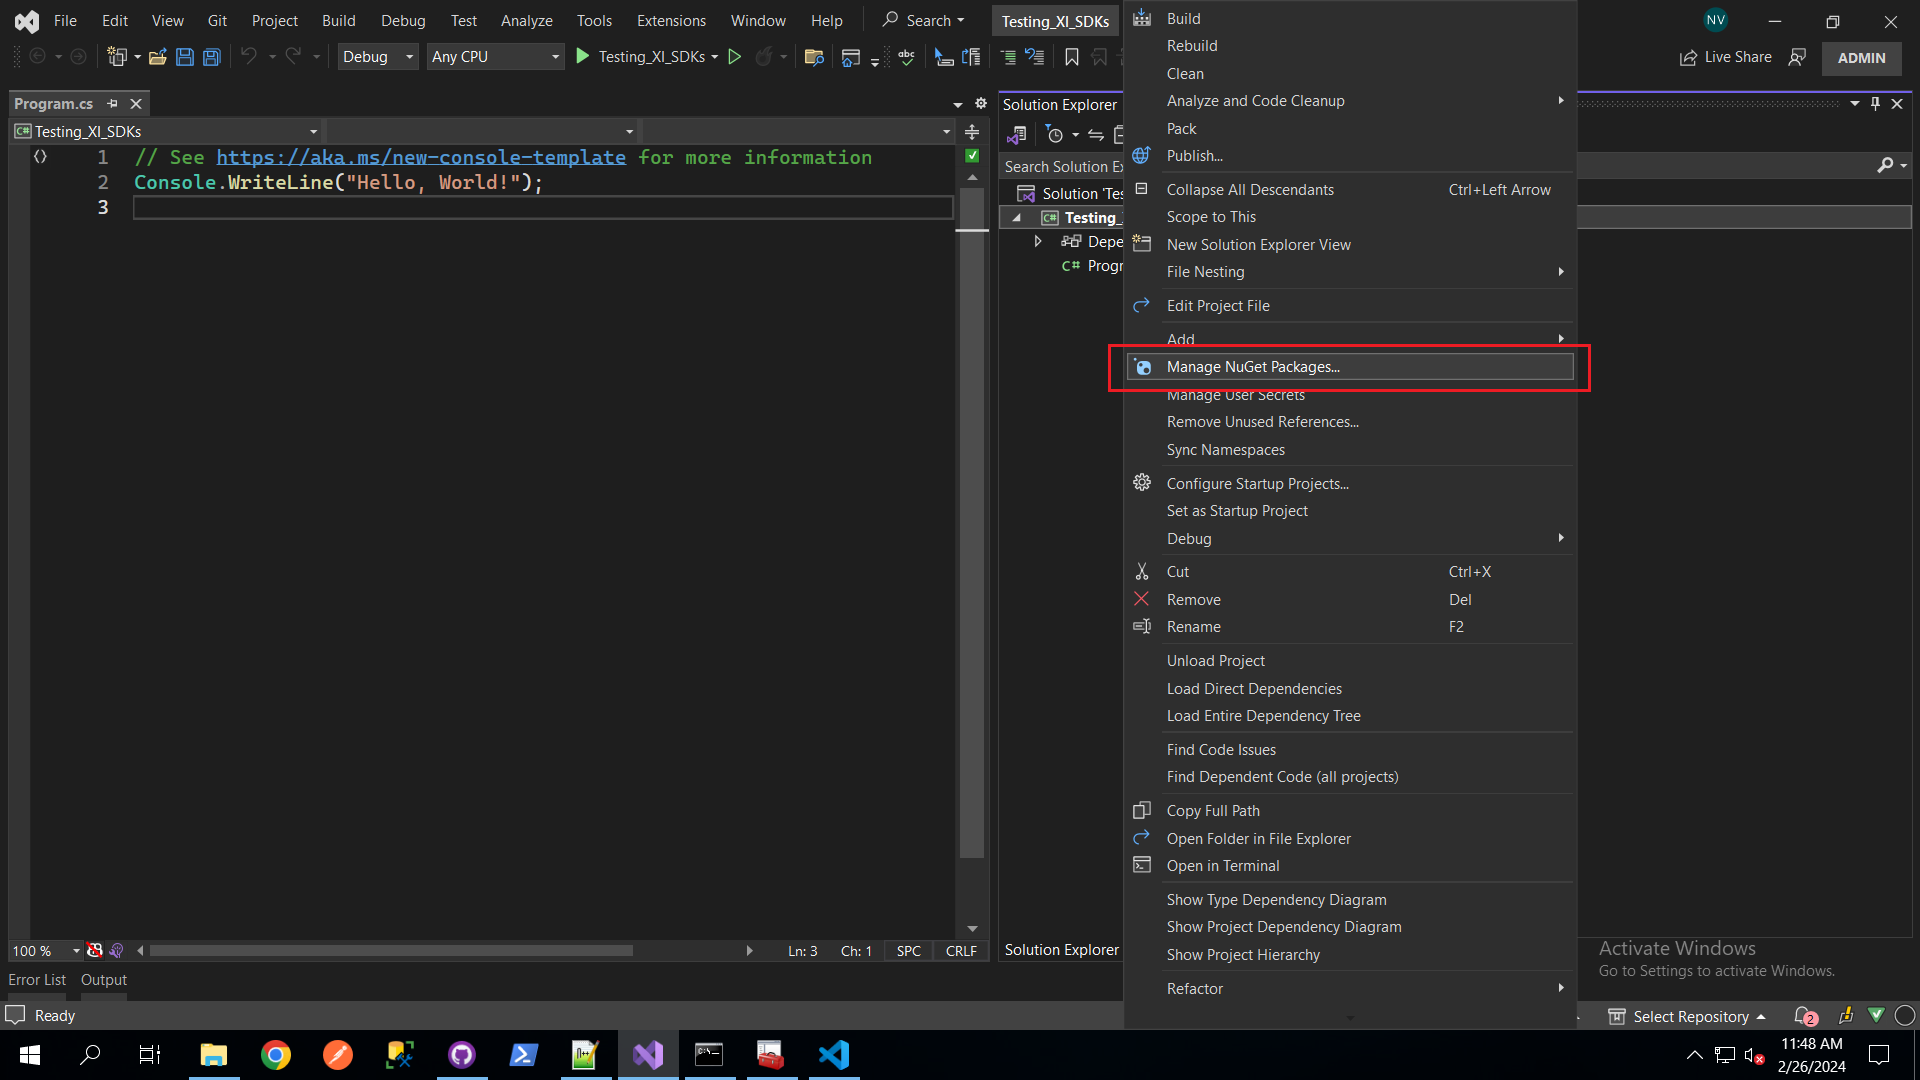 File Edit View Git Project Build Debug Test Analyze Tools Extensions Window Help Search Testing_XI_SDKs NV
Debug Any CPU Testing_XI_SDKs abc Live Share ADMIN
Program.cs
C# Testing_XI_SDKs
1 // See https://aka.ms/new-console-template for more information
2 Console.WriteLine("Hello, World!");
3
100 % Ln: 3 Ch: 1 SPC CRLF
Error List Output
Ready
Solution Explorer
Search Solution Ex
Solution 'Tes
C# Testing_
Depe
C# Progr
Solution Explorer
Build
Rebuild
Clean
Analyze and Code Cleanup
Pack
Publish...
Collapse All Descendants Ctrl+Left Arrow
Scope to This
New Solution Explorer View
File Nesting
Edit Project File
Add
Manage NuGet Packages...
Manage User Secrets
Remove Unused References...
Sync Namespaces
Configure Startup Projects...
Set as Startup Project
Debug
Cut Ctrl+X
Remove Del
Rename F2
Unload Project
Load Direct Dependencies
Load Entire Dependency Tree
Find Code Issues
Find Dependent Code (all projects)
Copy Full Path
Open Folder in File Explorer
Open in Terminal
Show Type Dependency Diagram
Show Project Dependency Diagram
Show Project Hierarchy
Refactor
Activate Windows
Go to Settings to activate Windows.
Select Repository 2
11:48 AM
2/26/2024